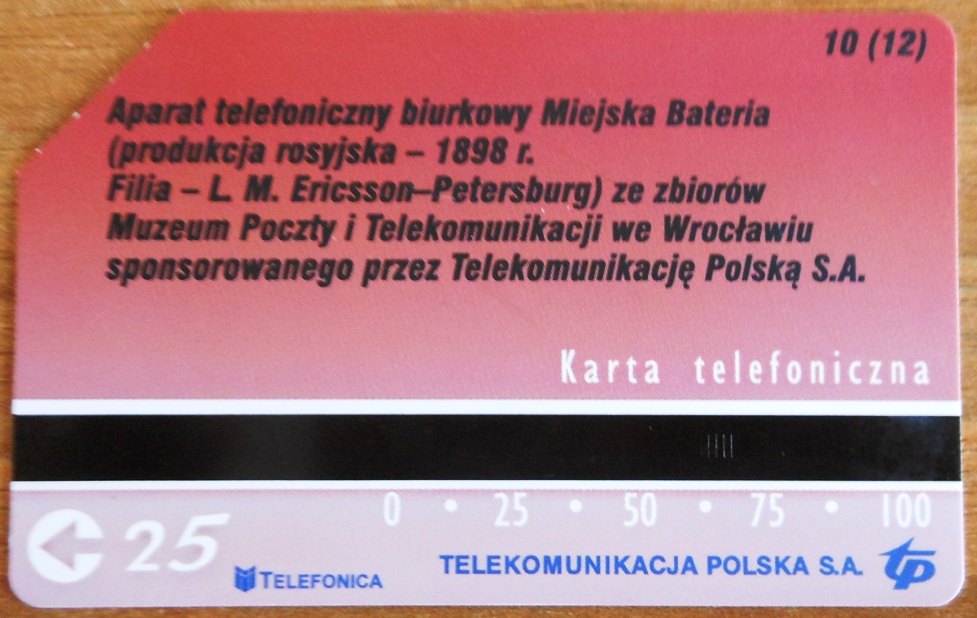 10 (12)
Aparat telefoniczny biurkowy Miejska Bateria
(produkcja rosyjska – 1898 r.
Filia – L. M. Ericsson–Petersburg) ze zbiorów
Muzeum Poczty i Telekomunikacji we Wrocławiu
sponsorowanego przez Telekomunikację Polską S.A.
Karta telefoniczna
0 • 25 • 50 • 75 • 100
25
TELEFONICA
TELEKOMUNIKACJA POLSKA S.A. tp